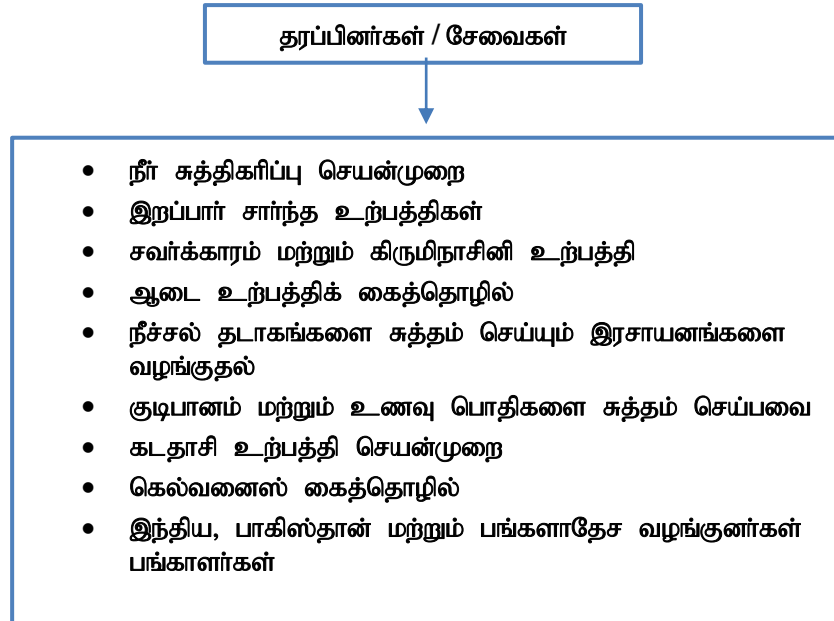 தரப்பினர்கள் / சேவைகள்
• நீர் சுத்திகரிப்பு செயன்முறை
• இறப்பார் சார்ந்த உற்பத்திகள்
• சவர்க்காரம் மற்றும் கிருமிநாசினி உற்பத்தி
• ஆடை உற்பத்திக் கைத்தொழில்
• நீச்சல் தடாகங்களை சுத்தம் செய்யும் இரசாயனங்களை
வழங்குதல்
• குடிபானம் மற்றும் உணவு பொதிகளை சுத்தம் செய்பவை
• கடதாசி உற்பத்தி செயன்முறை
• கெல்வனைஸ் கைத்தொழில்
• இந்திய, பாகிஸ்தான் மற்றும் பங்களாதேச வழங்குனர்கள்
பங்காளர்கள்